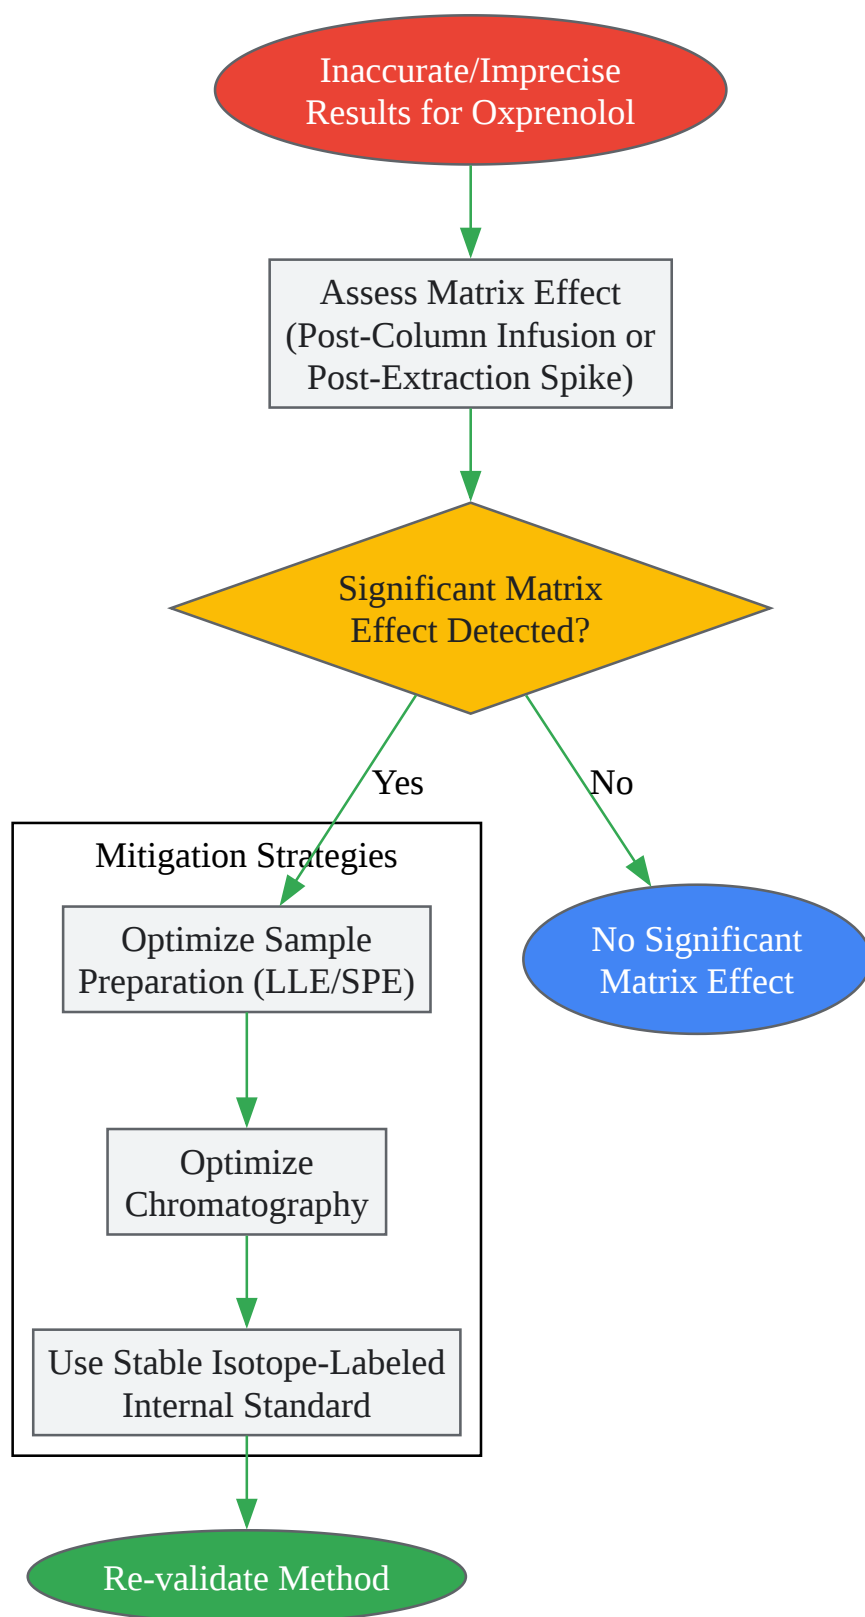 Inaccurate/Imprecise
Results for Oxprenolol
Assess Matrix Effect
(Post-Column Infusion or
Post-Extraction Spike)
Significant Matrix
Effect Detected?
Yes
No
Mitigation Strategies
Optimize Sample
Preparation (LLE/SPE)
No Significant
Matrix Effect
Optimize
Chromatography
Use Stable Isotope-Labeled
Internal Standard
Re-validate Method